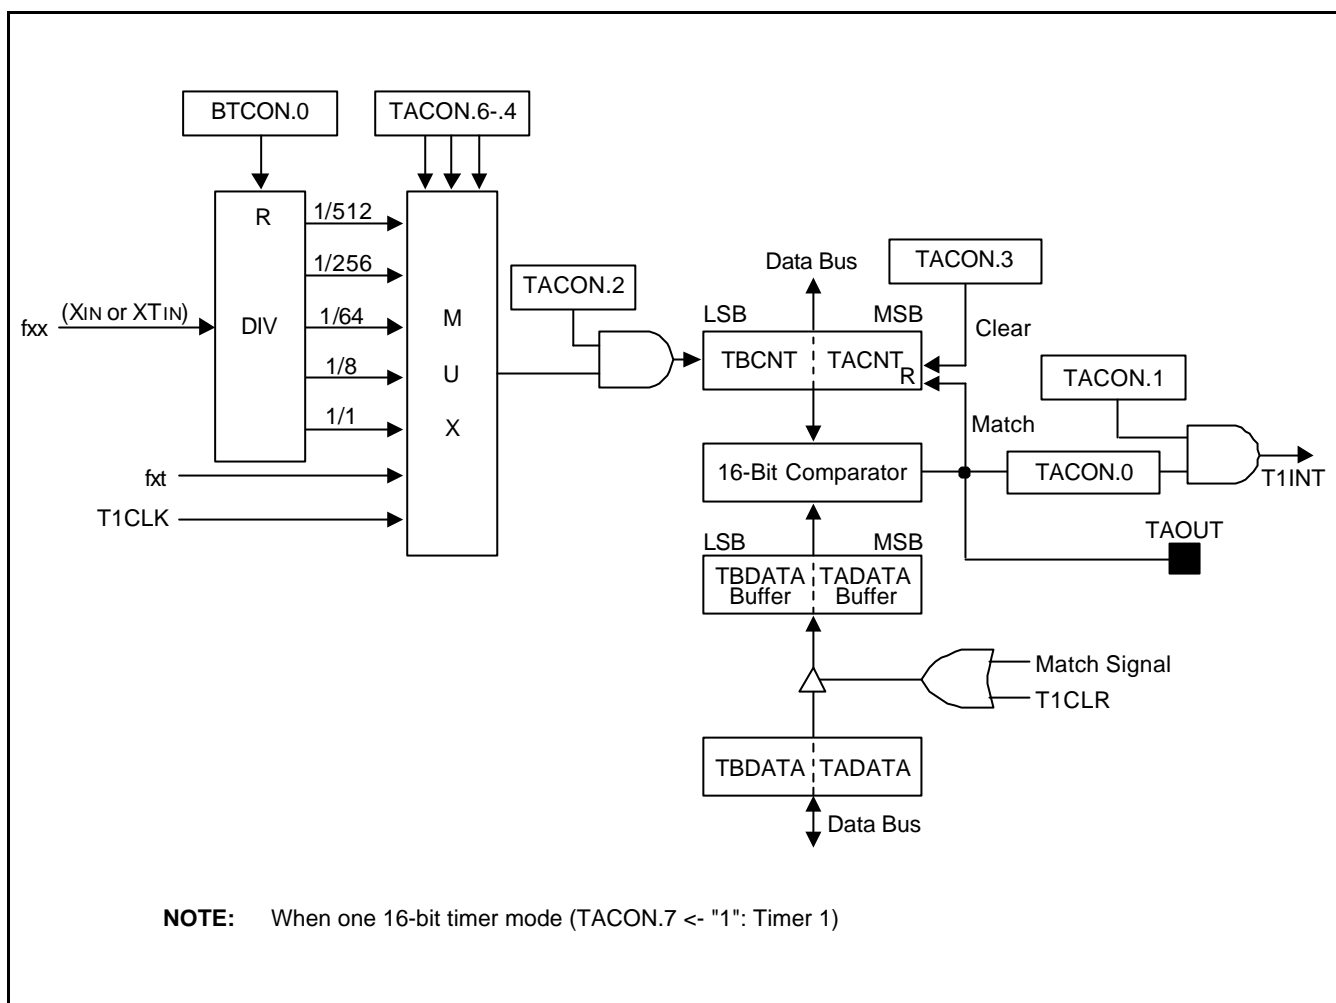 BTCON.0
TACON.6-.4
R
1/512
1/256
fxx
(XIN or XTIN)
DIV
1/64
1/8
1/1
M
U
X
fxt
T1CLK
TACON.2
Data Bus
TACON.3
LSB
MSB
Clear
TBCNT
TACNT
R
TACON.1
Match
16-Bit Comparator
TACON.0
T1INT
TAOUT
LSB
MSB
TBDATA
Buffer
TADATA
Buffer
Match Signal
T1CLR
TBDATA
TADATA
Data Bus
NOTE: When one 16-bit timer mode (TACON.7 <- "1": Timer 1)